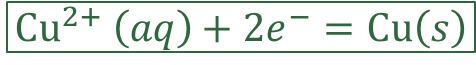 Cu²⁺ (aq) + 2e⁻ = Cu(s)